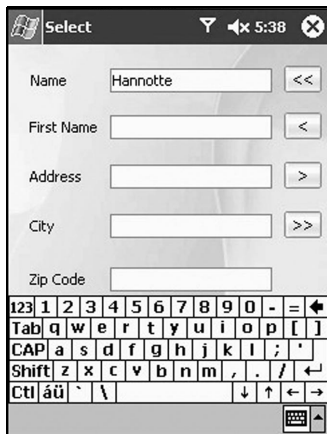 Select 5:38
Name Hannotte <<
First Name <
Address >
City >>
Zip Code
123 1 2 3 4 5 6 7 8 9 0 - =
Tab q w e r t y u i o p [ ]
CAP a s d f g h j k l ; '
Shift z x c v b n m , . /
Ctl áü ` \